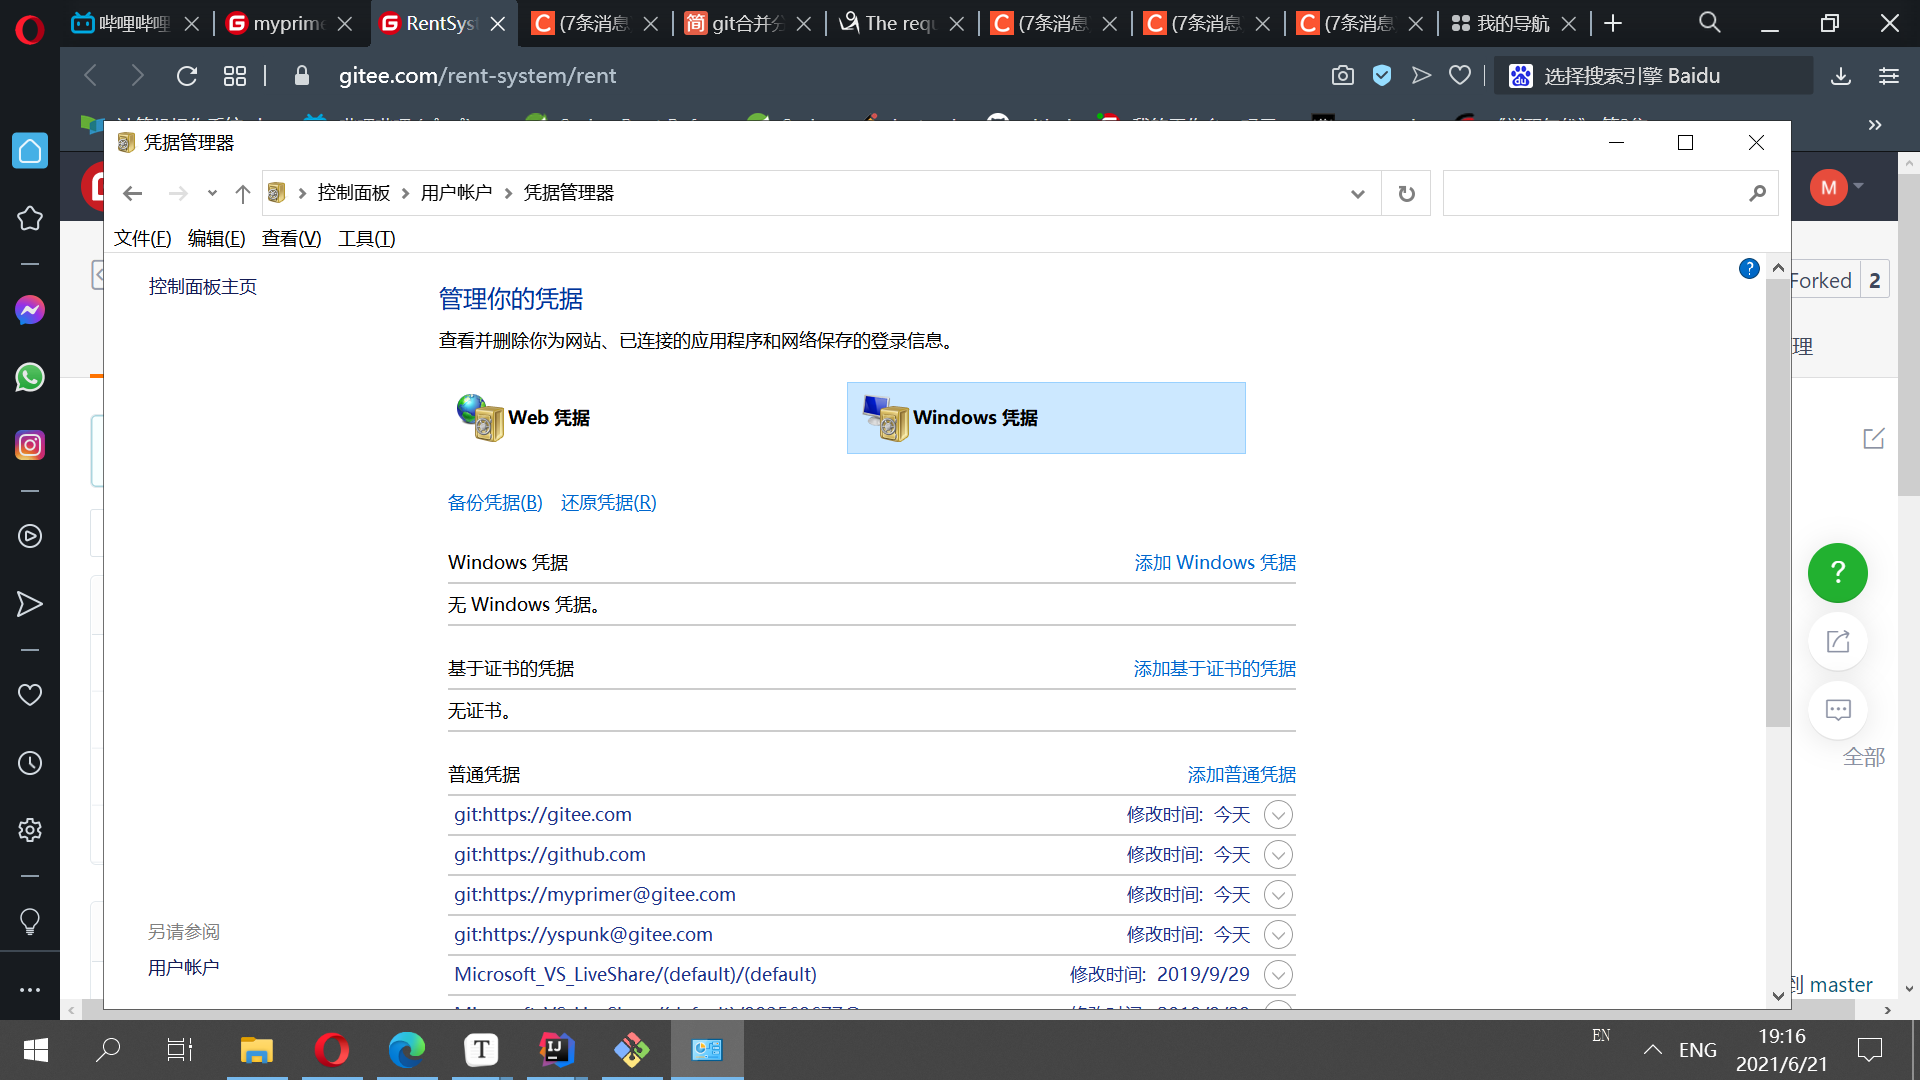 哔哩哔哩
myprime
RentSyst
(7条消息
git合并分
The requ
(7条消息
(7条消息
(7条消息
我的导航
gitee.com/rent-system/rent
选择搜索引擎 Baidu
凭据管理器
控制面板 用户帐户 凭据管理器
M
文件(F) 编辑(E) 查看(V) 工具(T)
控制面板主页
Forked 2
管理你的凭据
查看并删除你为网站、已连接的应用程序和网络保存的登录信息。
理
Web 凭据
Windows 凭据
备份凭据(B) 还原凭据(R)
Windows 凭据 添加 Windows 凭据
无 Windows 凭据。
基于证书的凭据 添加基于证书的凭据
无证书。
全部
普通凭据 添加普通凭据
git:https://gitee.com 修改时间: 今天
git:https://github.com 修改时间: 今天
git:https://myprimer@gitee.com 修改时间: 今天
git:https://yspunk@gitee.com 修改时间: 今天
Microsoft_VS_LiveShare/(default)/(default) 修改时间: 2019/9/29
另请参阅
用户帐户
到 master
EN
ENG
19:16
2021/6/21